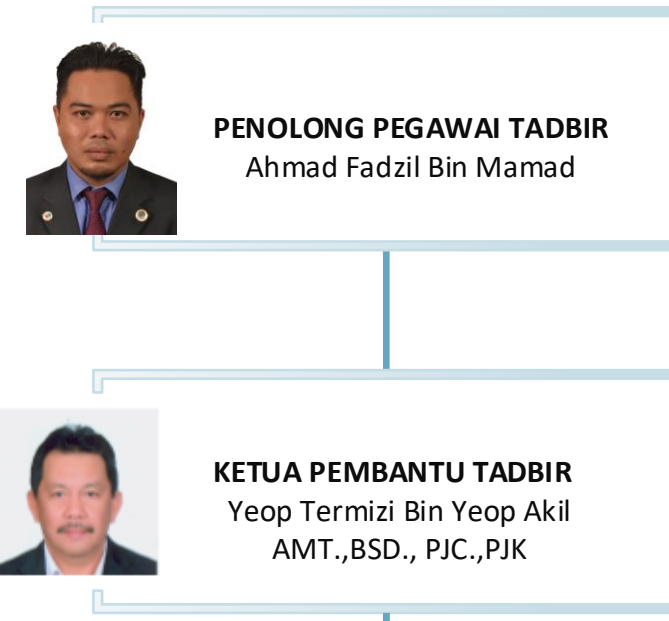 PENOLONG PEGAWAI TADBIR
Ahmad Fadzil Bin Mamad
KETUA PEMBANTU TADBIR
Yeop Termizi Bin Yeop Akil
AMT.,BSD., PJC.,PJK